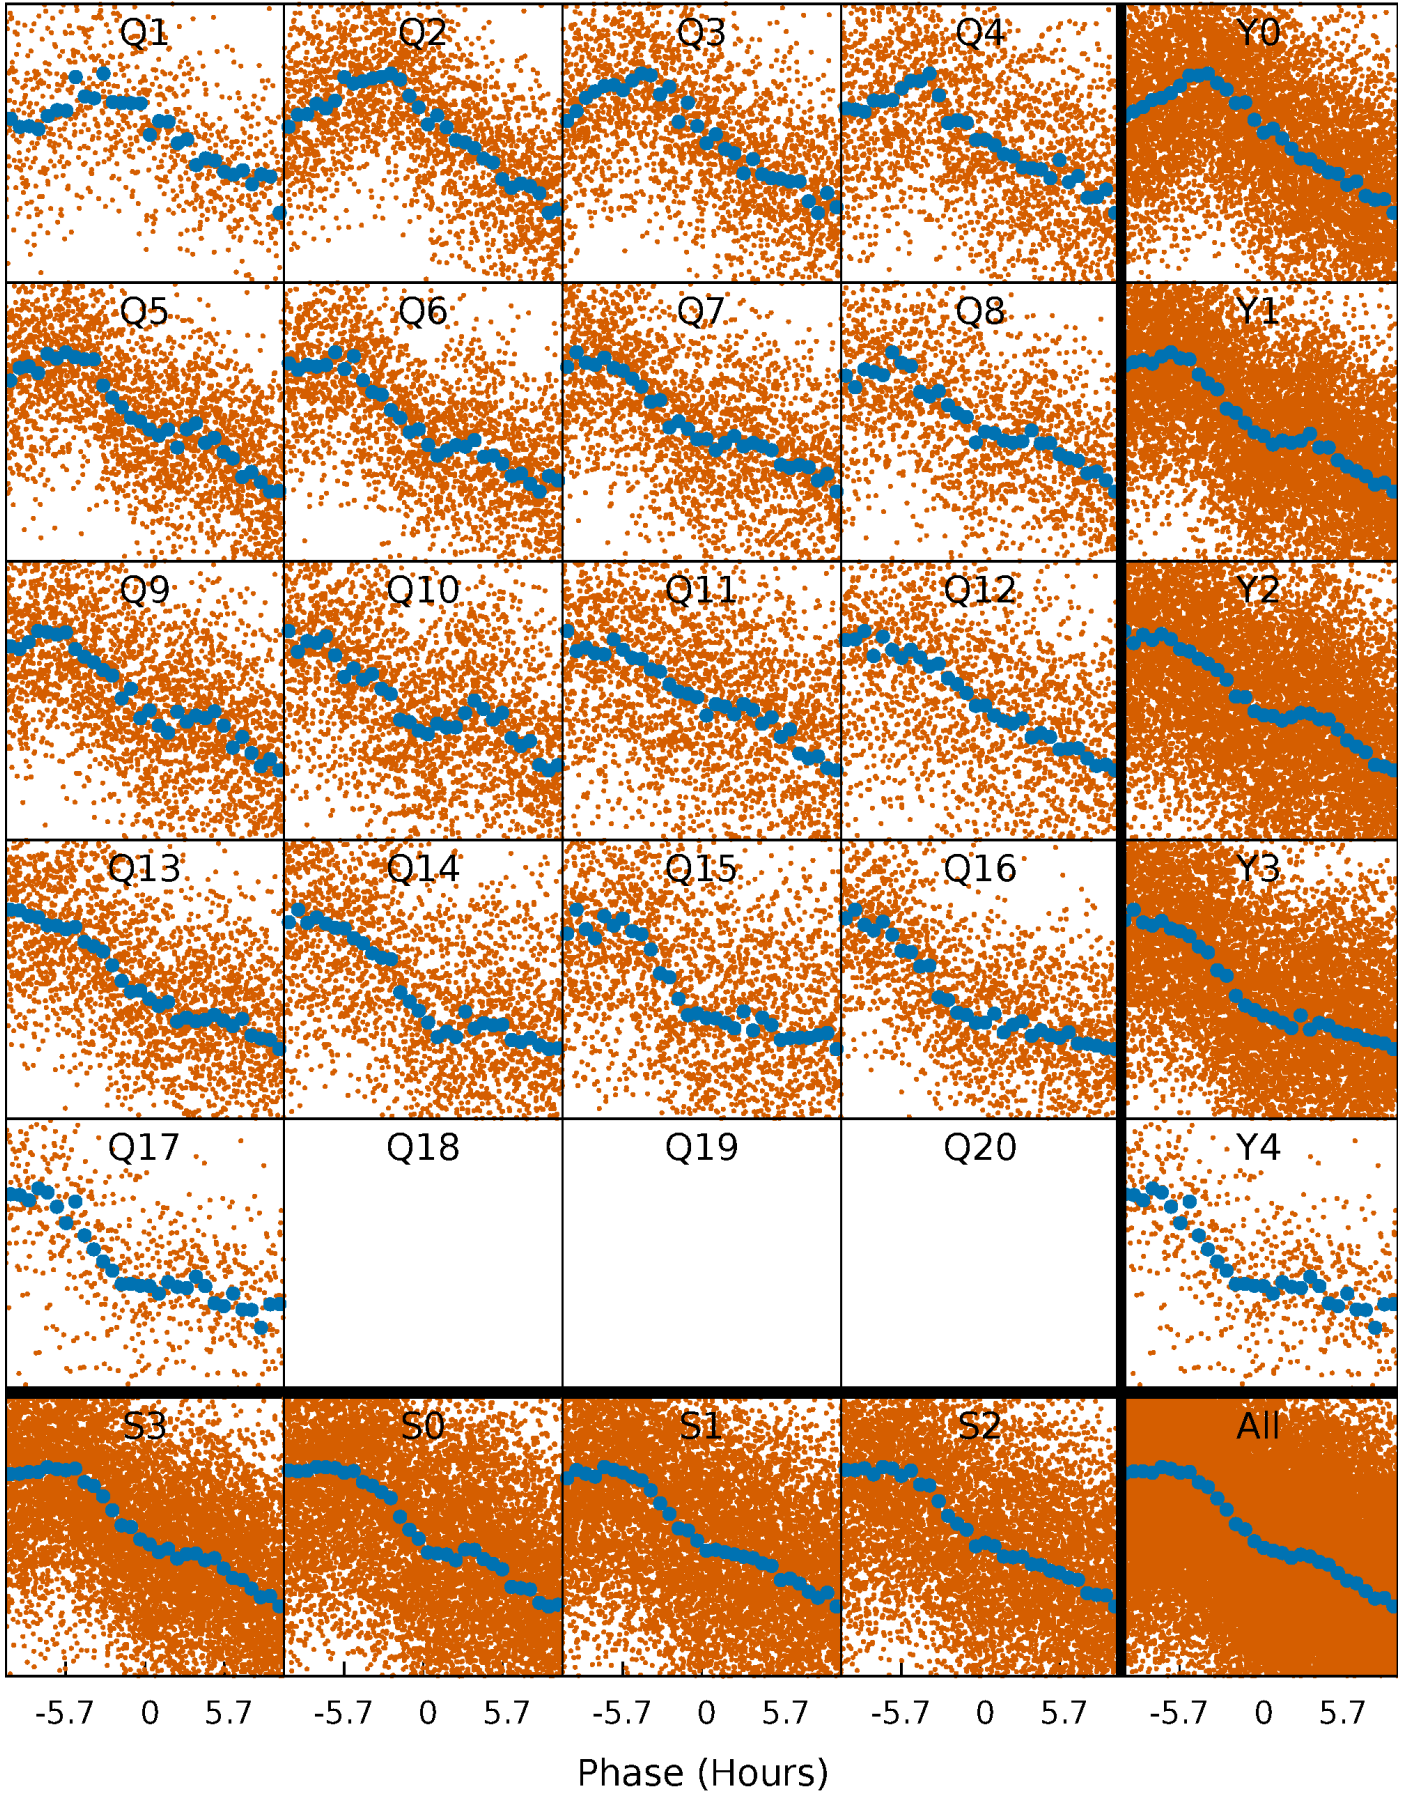 Q1 Q2 Q3 Q4 Y0
Q5 Q6 Q7 Q8 Y1
Q9 Q10 Q11 Q12 Y2
Q13 Q14 Q15 Q16 Y3
Q17 Q18 Q19 Q20 Y4
S3 S0 S1 S2 All
-5.7 0 5.7 -5.7 0 5.7 -5.7 0 5.7 -5.7 0 5.7 -5.7 0 5.7
Phase (Hours)